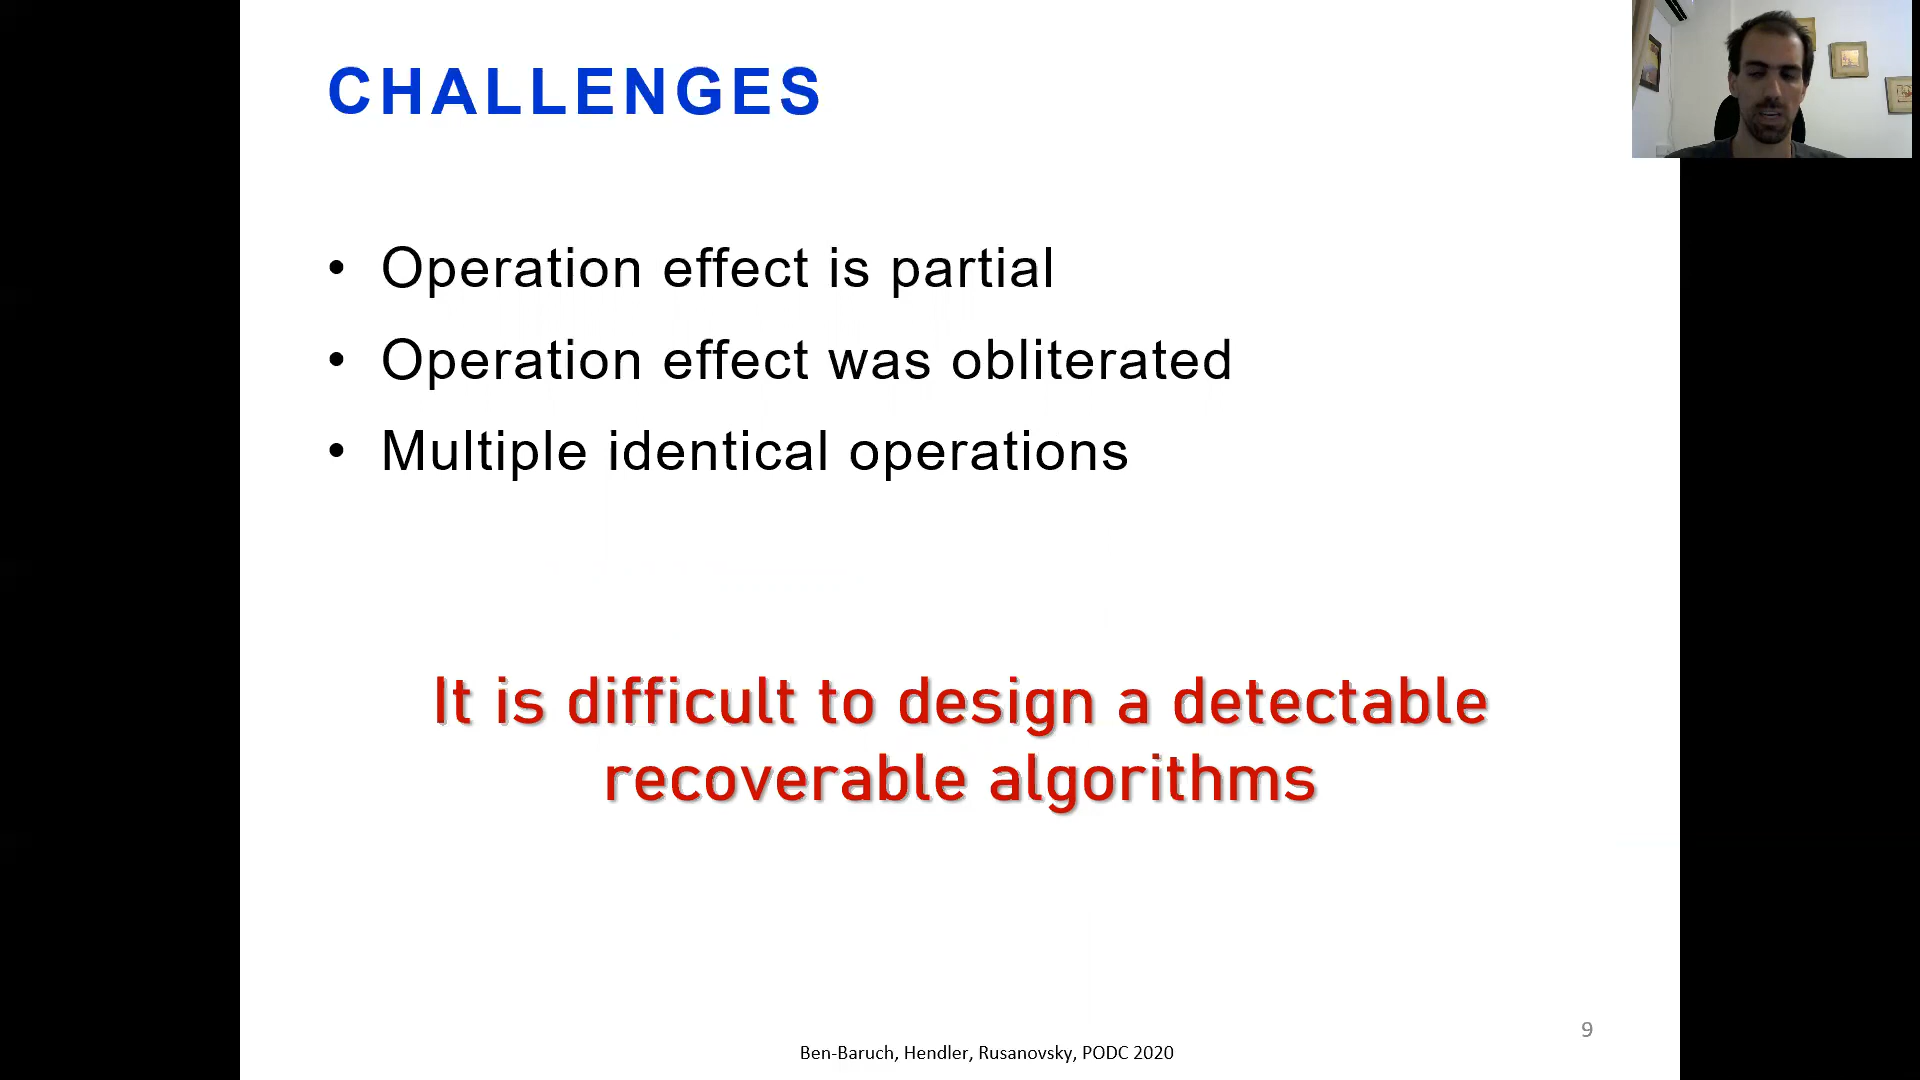 CHALLENGES
• Operation effect is partial
• Operation effect was obliterated
• Multiple identical operations
It is difficult to design a detectable
recoverable algorithms
9
Ben-Baruch, Hendler, Rusanovsky, PODC 2020